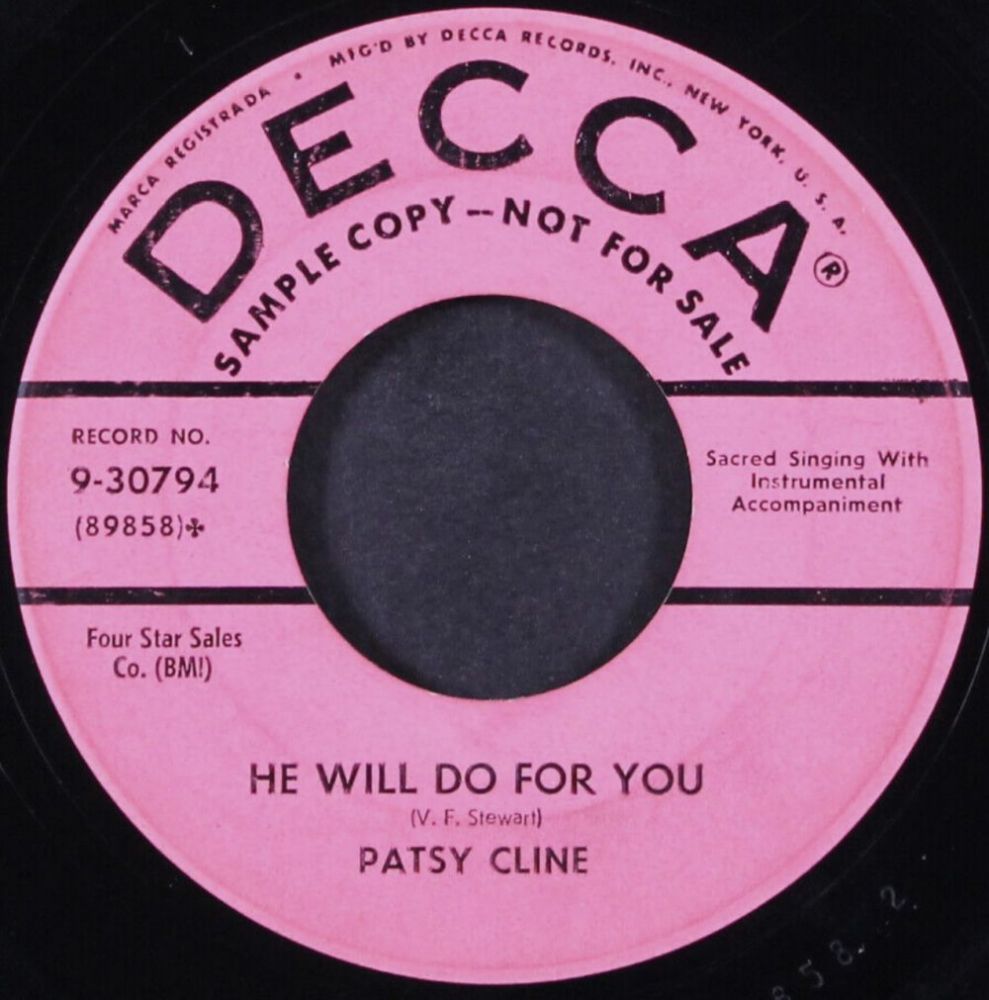 MARCA REGISTRADA • MFG'D BY DECCA RECORDS, INC., NEW YORK, U. S. A.
DECCA®
SAMPLE COPY--NOT FOR SALE
RECORD NO.
9-30794
(89858)✤
Sacred Singing With
Instrumental
Accompaniment
Four Star Sales
Co. (BMI)
HE WILL DO FOR YOU
(V. F. Stewart)
PATSY CLINE